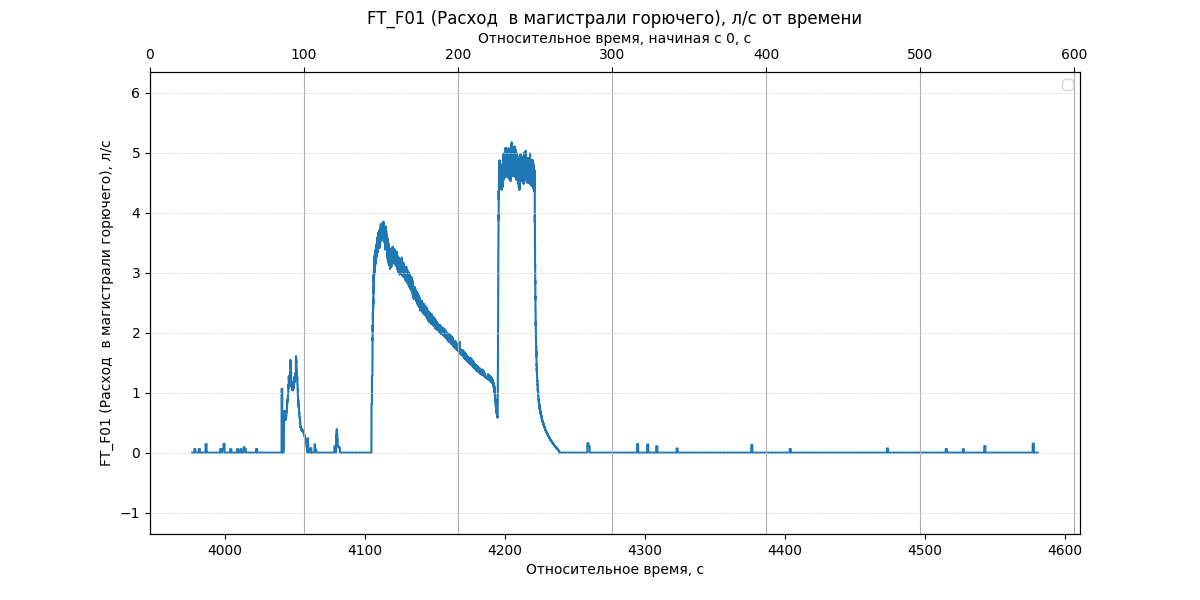 FT_F01 (Расход  в магистрали горючего), л/с от времени
Относительное время, начиная с 0, с
0 100 200 300 400 500 600
6
5
4
3
2
1
0
−1
FT_F01 (Расход  в магистрали горючего), л/с
4000 4100 4200 4300 4400 4500 4600
Относительное время, с